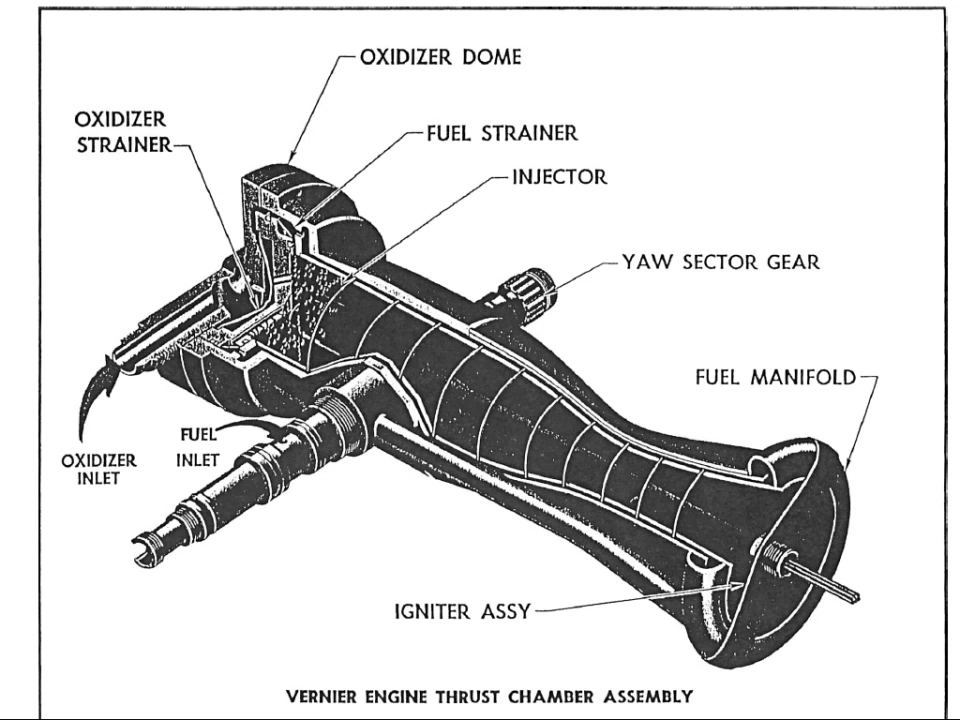 OXIDIZER DOME
OXIDIZER
STRAINER
FUEL STRAINER
INJECTOR
YAW SECTOR GEAR
FUEL MANIFOLD
FUEL
INLET
OXIDIZER
INLET
IGNITER ASSY
VERNIER ENGINE THRUST CHAMBER ASSEMBLY